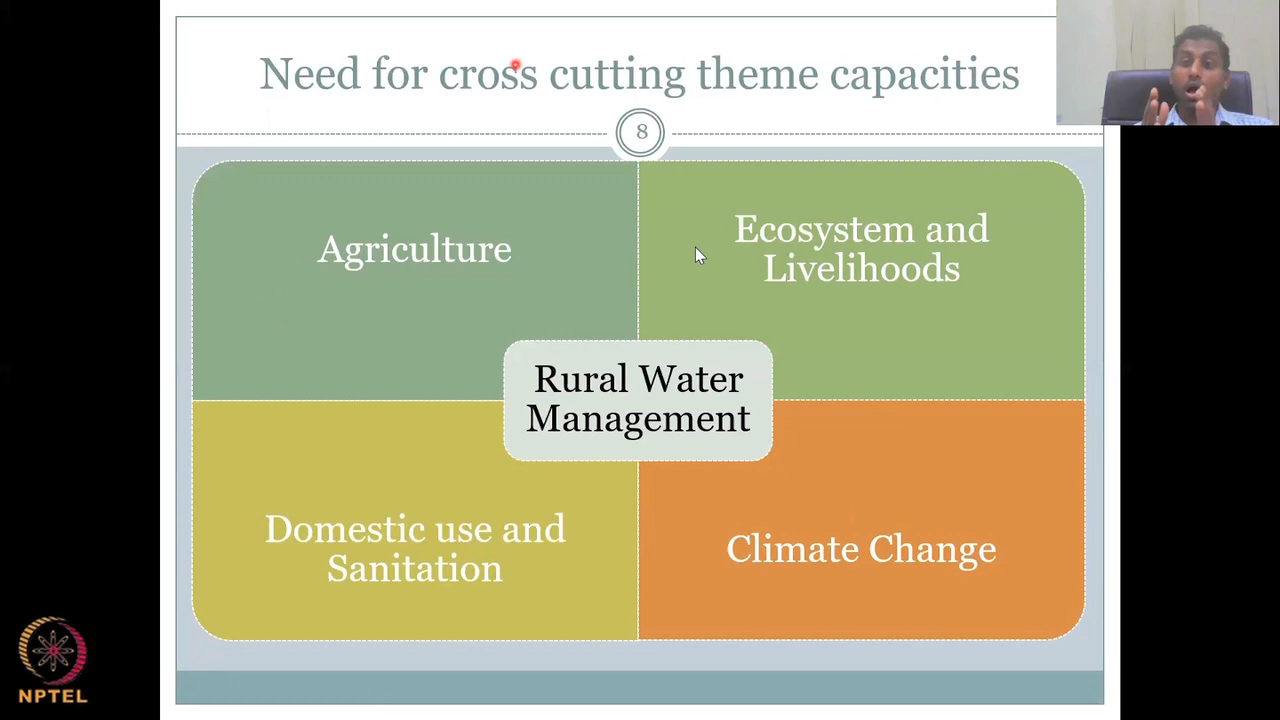 Need for cross cutting theme capacities
8
Agriculture
Ecosystem and
Livelihoods
Rural Water
Management
Domestic use and
Sanitation
Climate Change
NPTEL